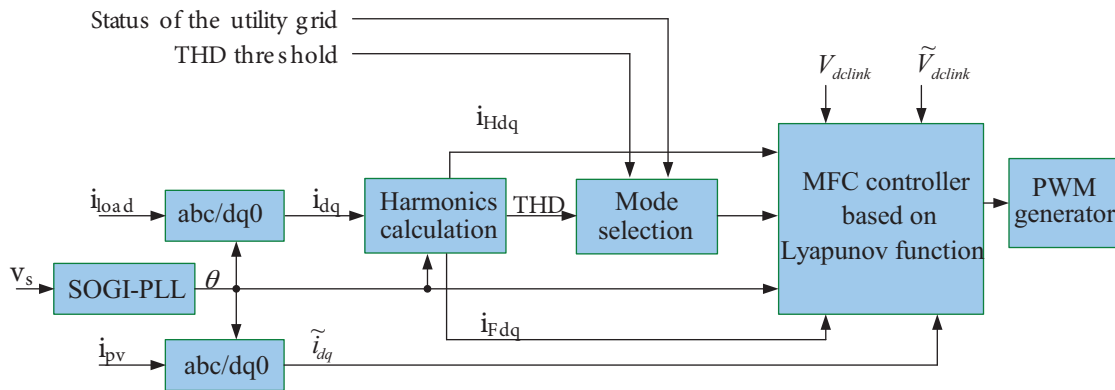 Status of the utility grid
THD threshold
V_dclink
Ṽ_dclink
i_Hdq
MFC controller
based on
Lyapunov function
PWM
generator
i_load
abc/dq0
i_dq
Harmonics
calculation
THD
Mode
selection
v_s
SOGI-PLL
θ
i_Fdq
i_pv
abc/dq0
ĩ_dq